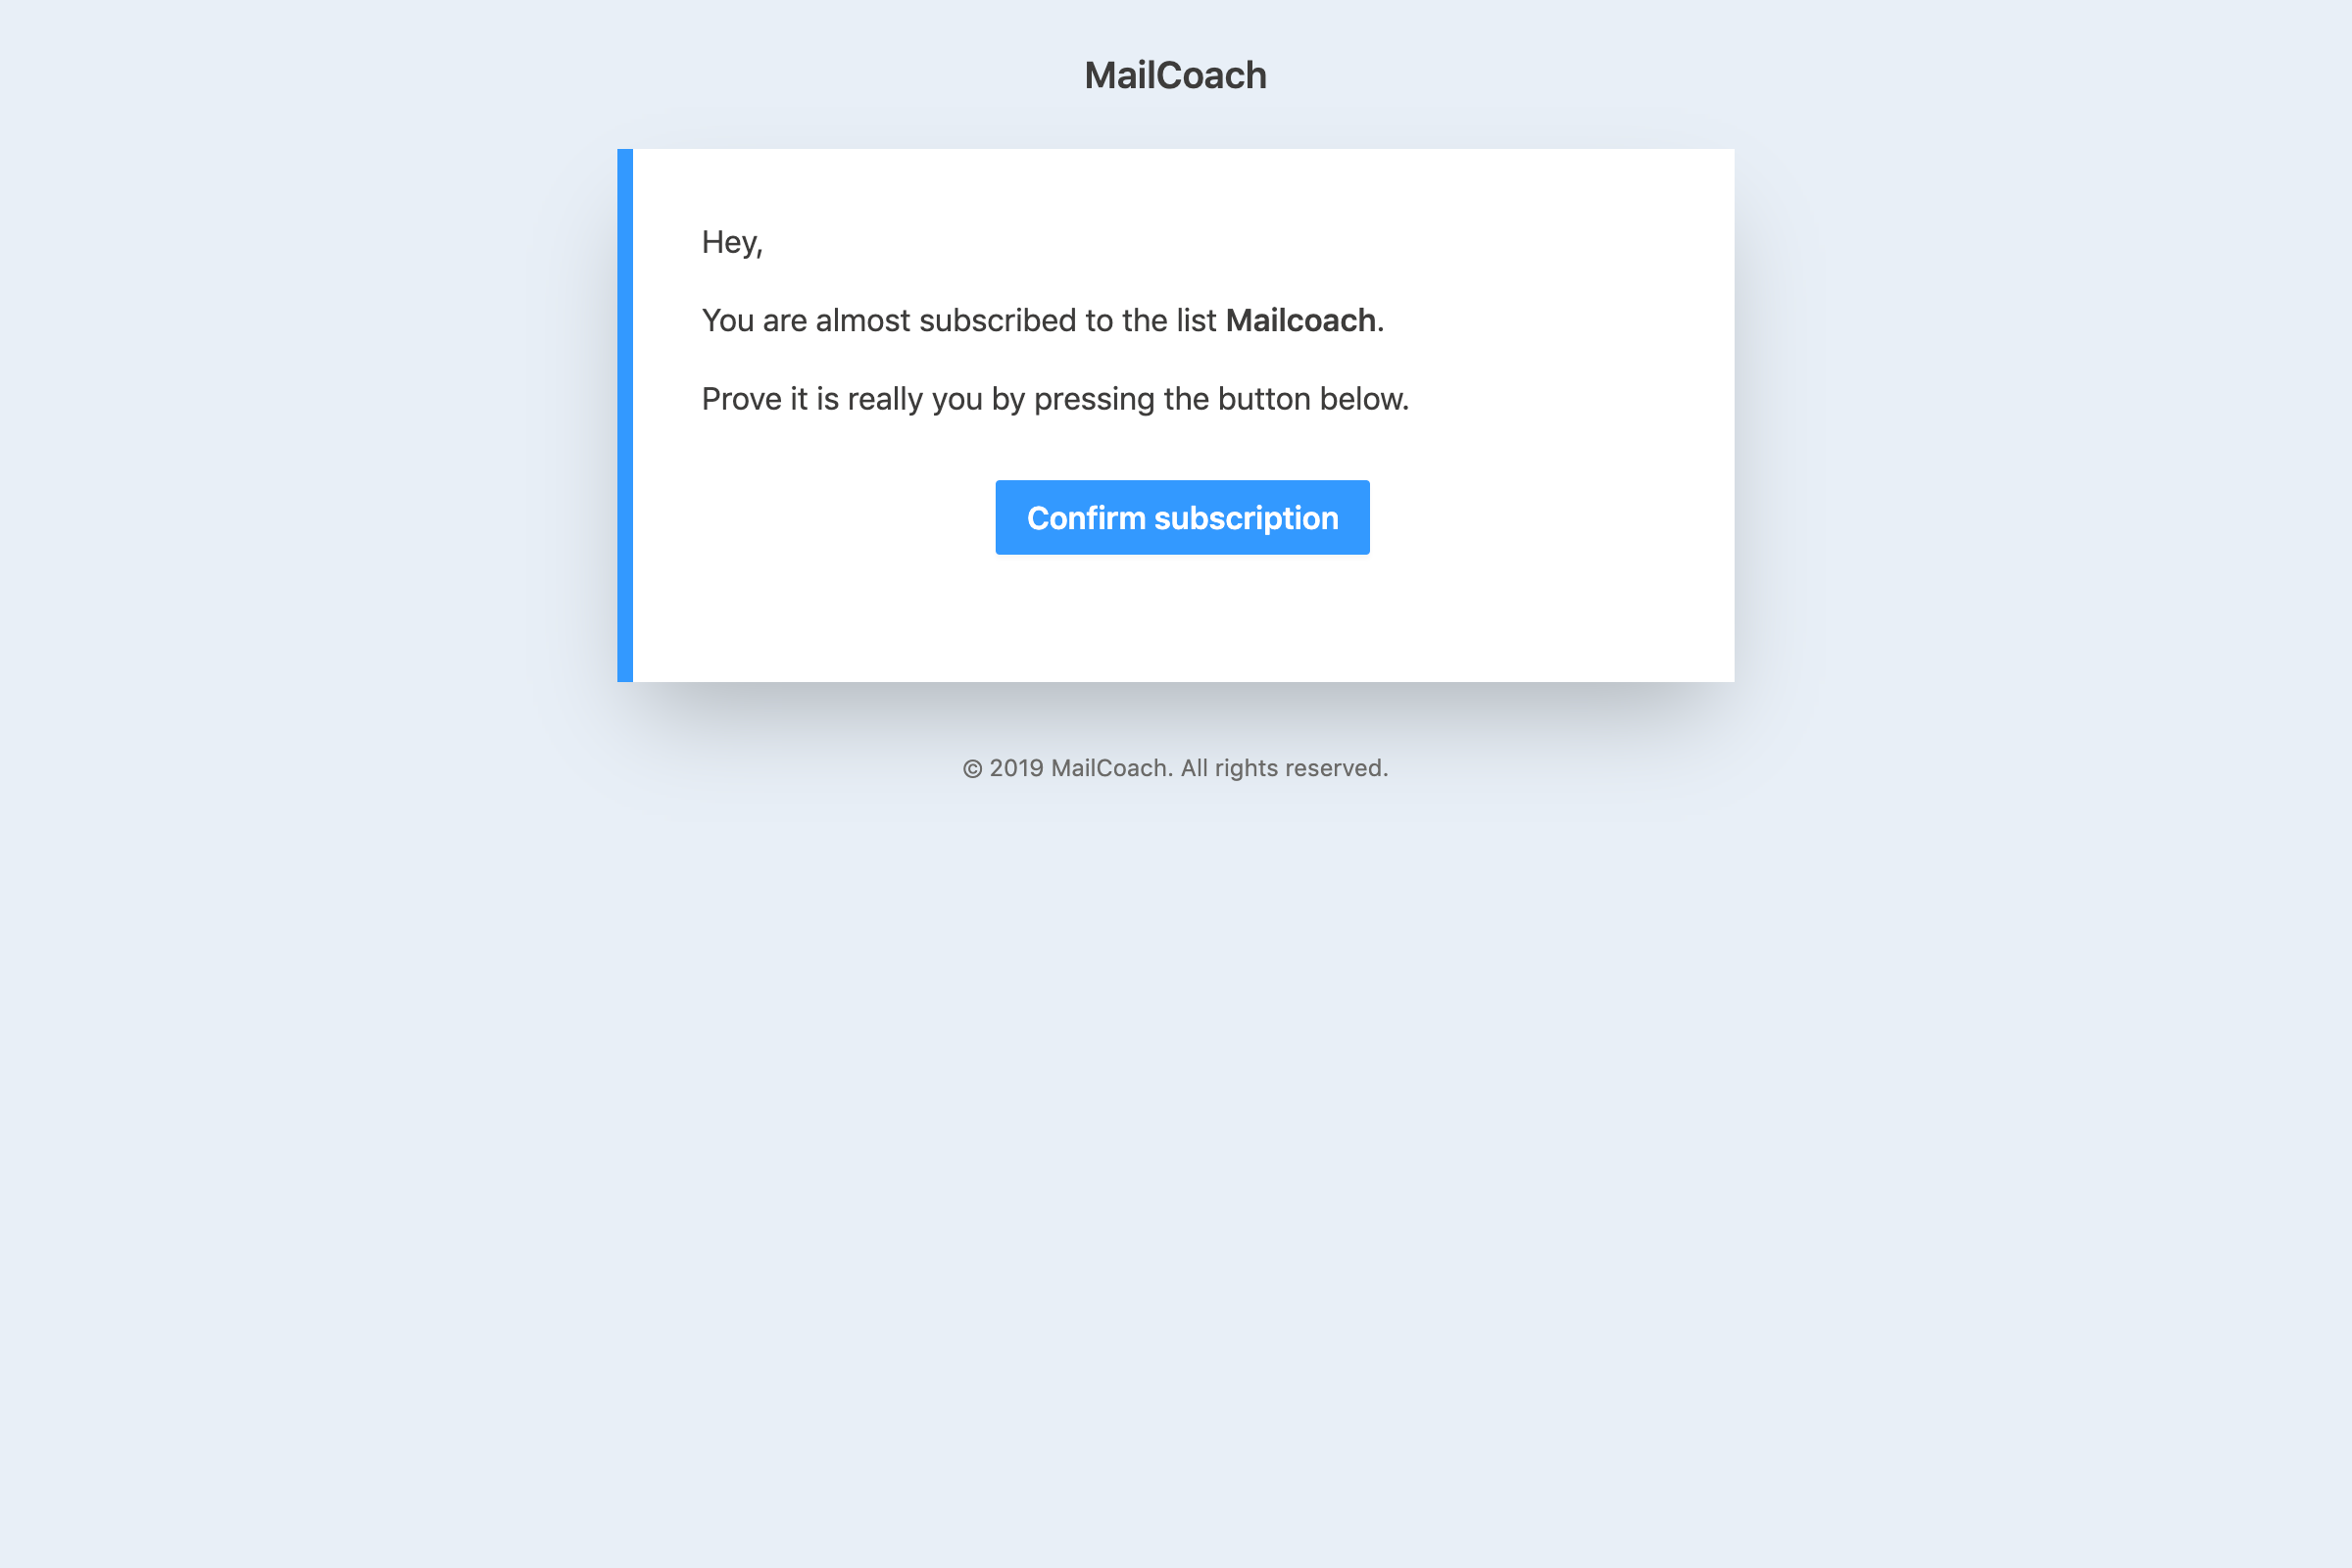 MailCoach
Hey,
You are almost subscribed to the list Mailcoach.
Prove it is really you by pressing the button below.
Confirm subscription
© 2019 MailCoach. All rights reserved.